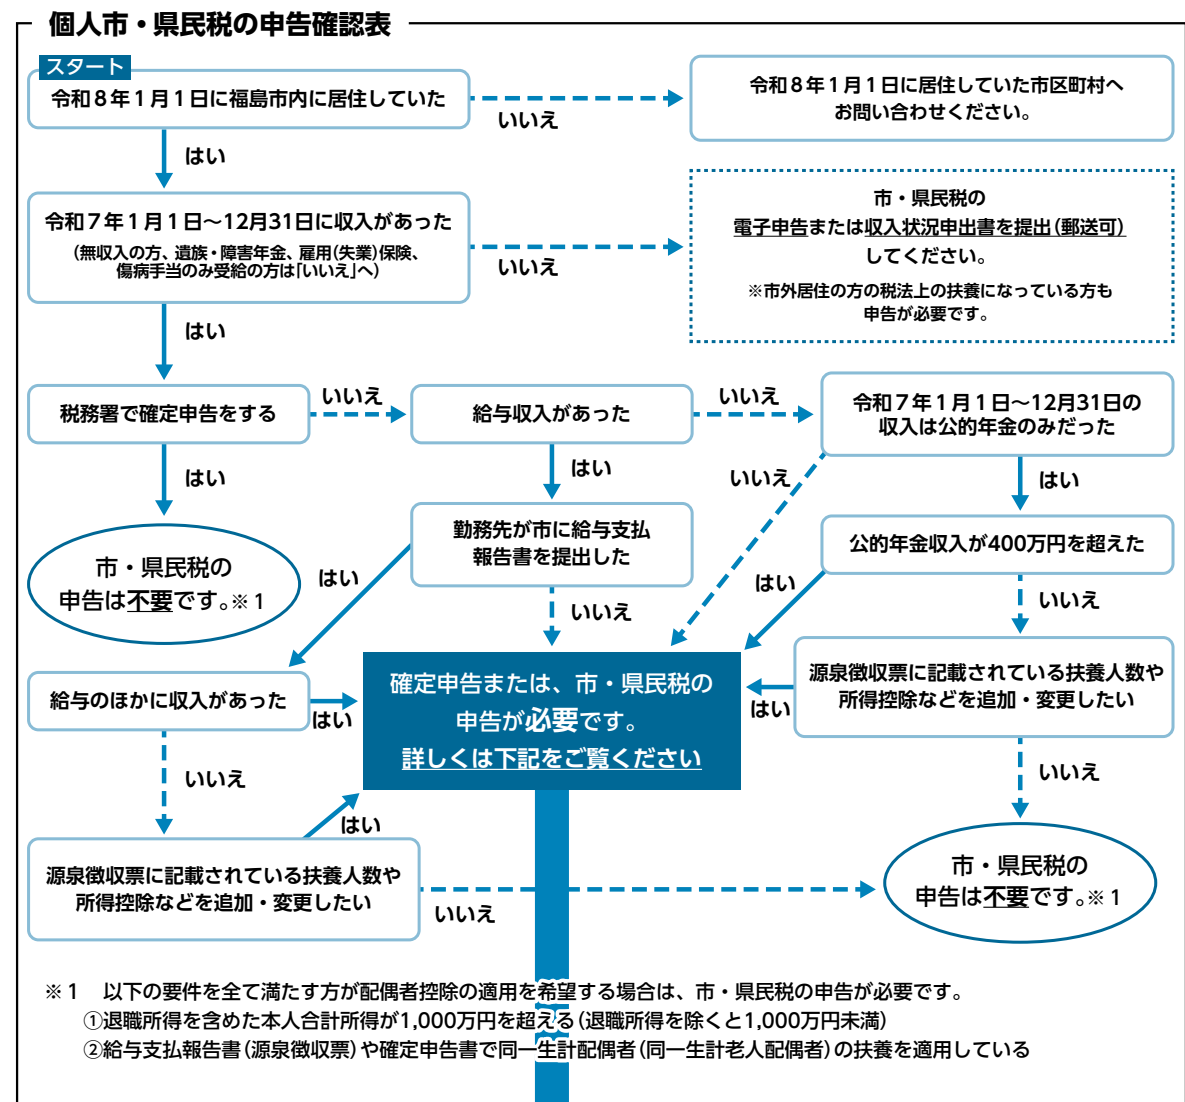 個人市・県民税の申告確認表
スタート
令和８年１月１日に福島市内に居住していた
いいえ
令和８年１月１日に居住していた市区町村へ
お問い合わせください。
はい
令和７年１月１日～12月31日に収入があった
(無収入の方、遺族・障害年金、雇用(失業)保険、
傷病手当のみ受給の方は「いいえ」へ)
いいえ
市・県民税の
電子申告または収入状況申出書を提出（郵送可）
してください。
※市外居住の方の税法上の扶養になっている方も
申告が必要です。
はい
税務署で確定申告をする
いいえ
給与収入があった
いいえ
令和７年１月１日～12月31日の
収入は公的年金のみだった
はい
はい
いいえ
はい
市・県民税の
申告は不要です。※１
勤務先が市に給与支払
報告書を提出した
公的年金収入が400万円を超えた
はい
いいえ
はい
いいえ
給与のほかに収入があった
はい
確定申告または、市・県民税の
申告が必要です。
詳しくは下記をご覧ください
はい
源泉徴収票に記載されている扶養人数や
所得控除などを追加・変更したい
いいえ
いいえ
はい
源泉徴収票に記載されている扶養人数や
所得控除などを追加・変更したい
いいえ
市・県民税の
申告は不要です。※１
※１　以下の要件を全て満たす方が配偶者控除の適用を希望する場合は、市・県民税の申告が必要です。
①退職所得を含めた本人合計所得が1,000万円を超える（退職所得を除くと1,000万円未満）
②給与支払報告書（源泉徴収票）や確定申告書で同一生計配偶者（同一生計老人配偶者）の扶養を適用している